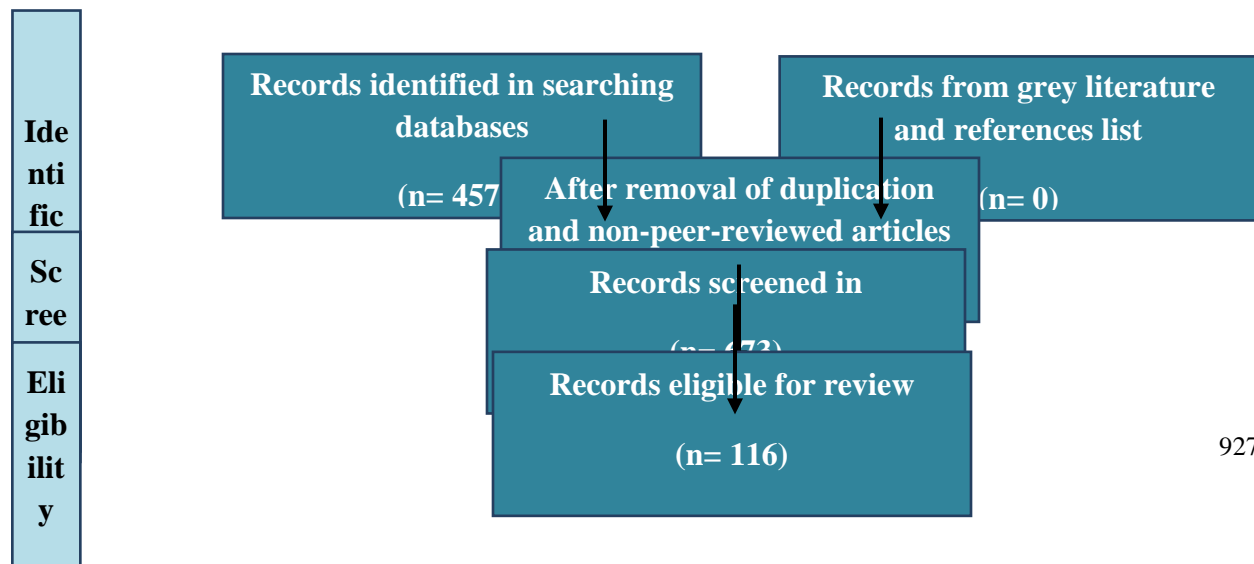 Ide
nti
fic
Sc
ree
Eli
gib
ilit
y
Records identified in searching
databases
(n= 457
Records from grey literature
and references list
(n= 0)
After removal of duplication
and non-peer-reviewed articles
Records screened in
(n= 673)
Records eligible for review
(n= 116)
927